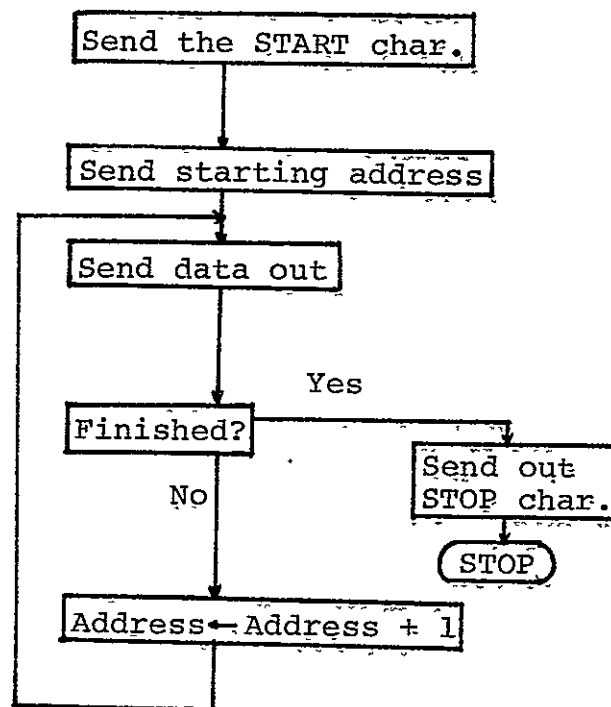 Send the START char.
Send starting address
Send data out
Yes
Finished?
Send out
STOP char.
No
STOP
Address ← Address + 1